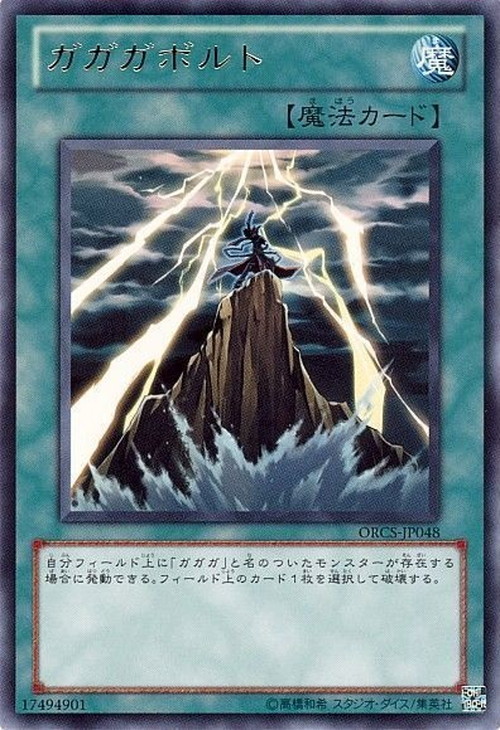 ガガガボルト
魔
【魔法カード】
ORCS-JP048
自分フィールド上に「ガガガ」と名のついたモンスターが存在する
場合に発動できる。フィールド上のカード1枚を選択して破壊する。
17494901
©高橋和希 スタジオ・ダイス/集英社